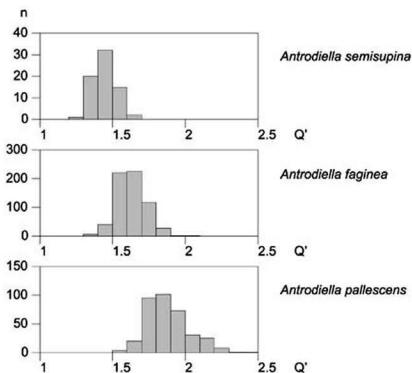 n
40
30
20
10
0
1 1.5 2 2.5 Q'
Antrodiella semisupina
300
200
100
0
1 1.5 2 2.5 Q'
Antrodiella faginea
150
100
50
0
1 1.5 2 2.5 Q'
Antrodiella pallescens